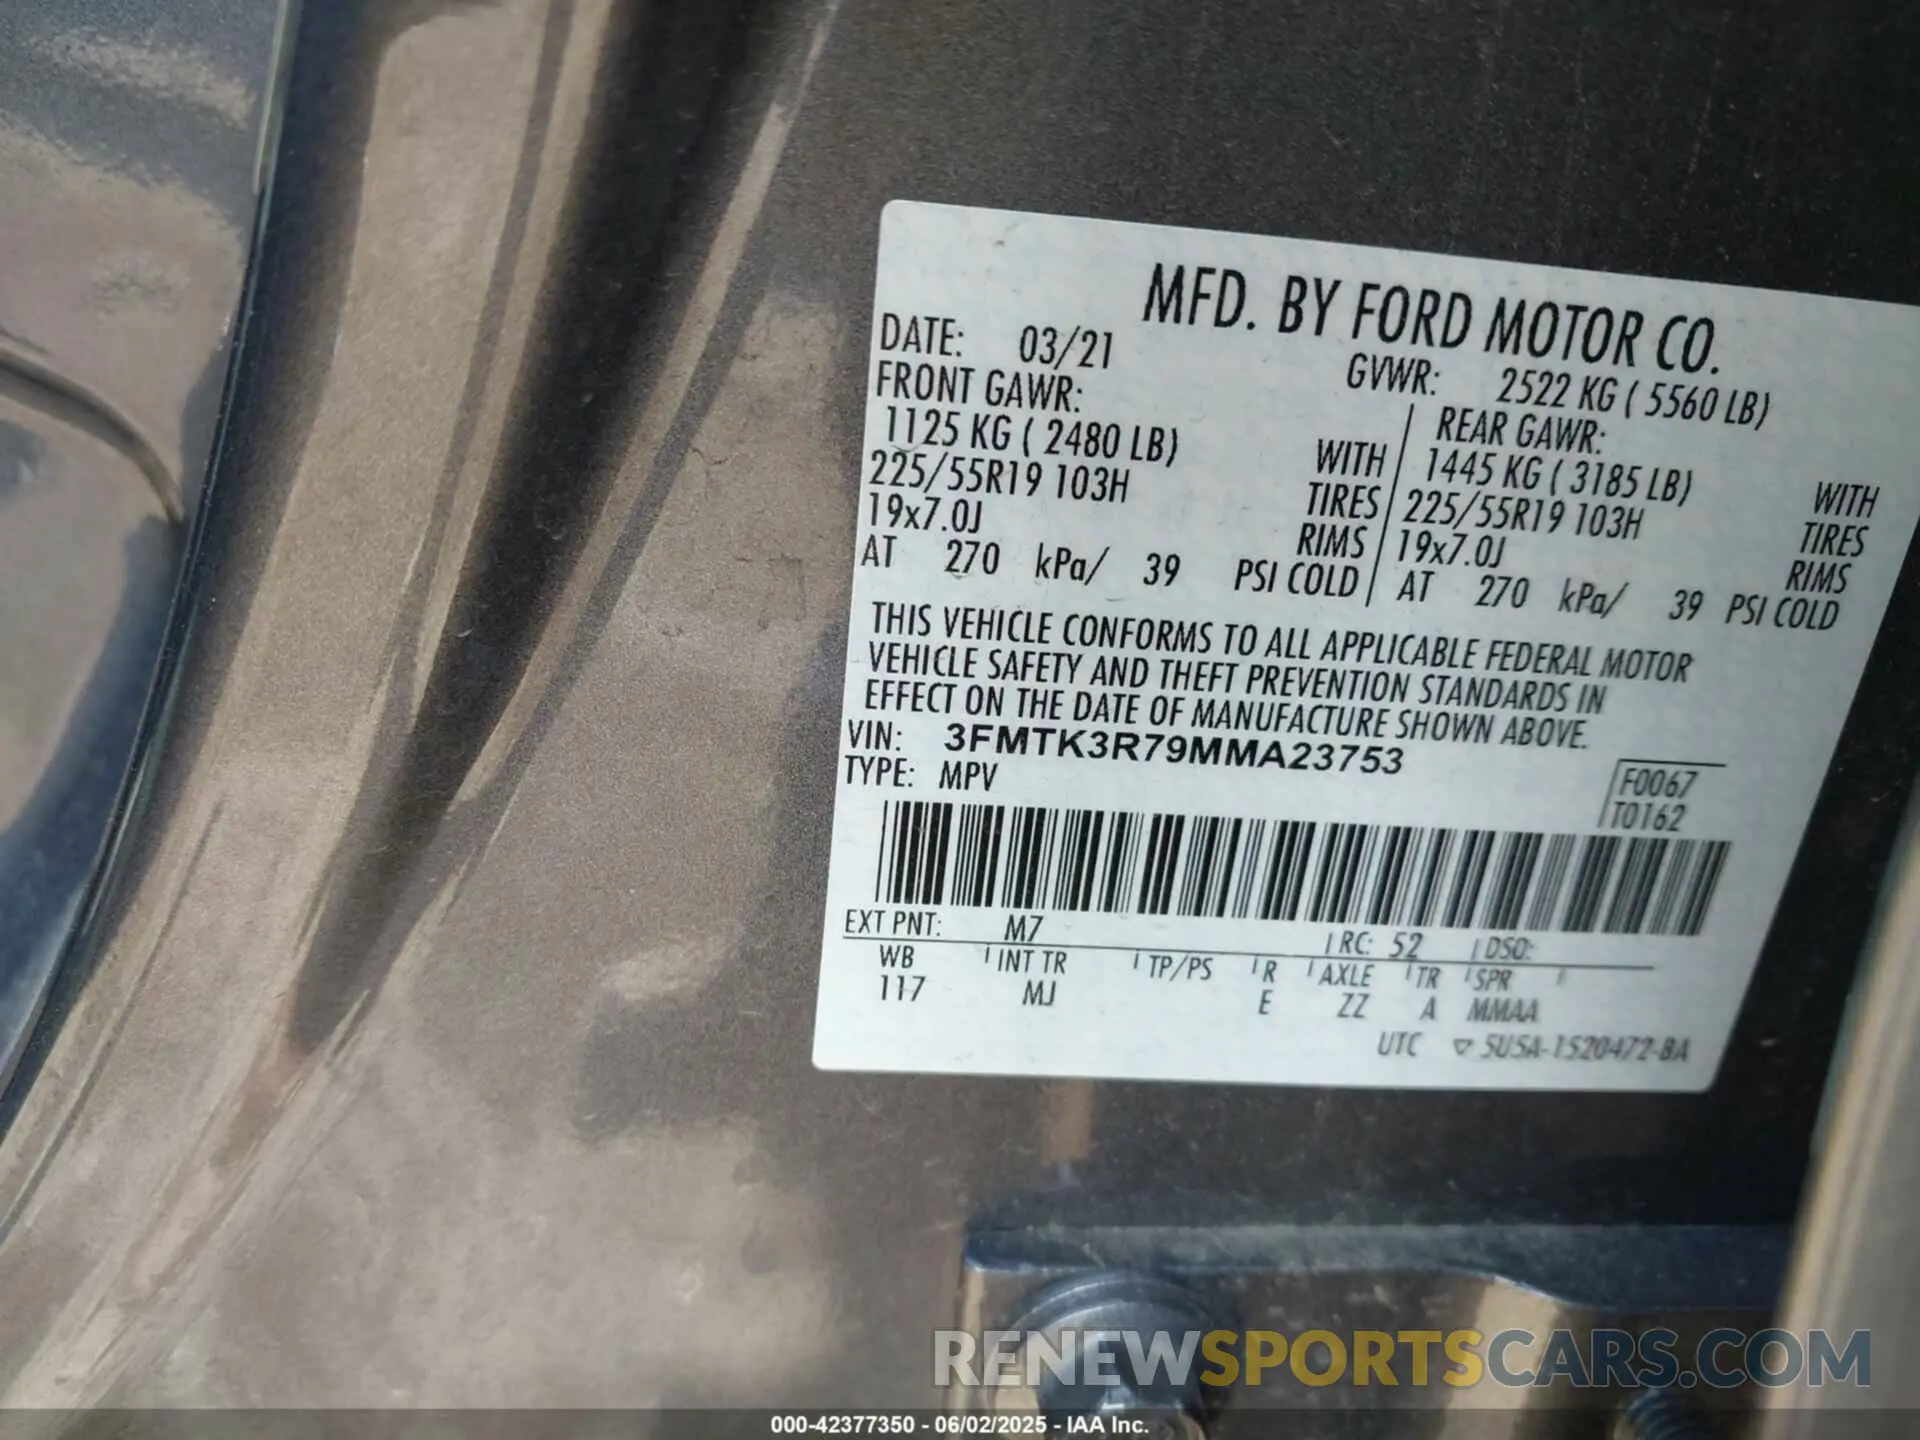 MFD. BY FORD MOTOR CO.
DATE: 03/21 GVWR: 2522 KG ( 5560 LB)
FRONT GAWR: REAR GAWR:
1125 KG ( 2480 LB) WITH 1445 KG ( 3185 LB) WITH
225/55R19 103H TIRES 225/55R19 103H TIRES
19x7.0J RIMS 19x7.0J RIMS
AT 270 kPa/ 39 PSI COLD AT 270 kPa/ 39 PSI COLD
THIS VEHICLE CONFORMS TO ALL APPLICABLE FEDERAL MOTOR
VEHICLE SAFETY AND THEFT PREVENTION STANDARDS IN
EFFECT ON THE DATE OF MANUFACTURE SHOWN ABOVE.
VIN: 3FMTK3R79MMA23753
TYPE: MPV
F0067
T0162
EXT PNT: M7 RC: 52 DSO:
WB INT TR TP/PS R AXLE TR SPR
117 MJ E ZZ A MMAA
UTC 5U5A-1520472-BA
RENEWSPORTSCARS.COM
000-42377350 - 06/02/2025 - IAA Inc.